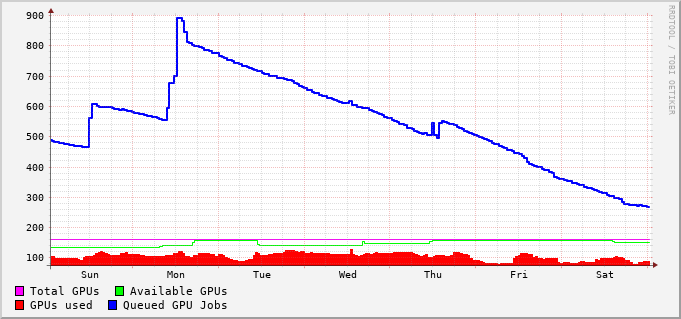 900
800
700
600
500
400
300
200
100
Sun Mon Tue Wed Thu Fri Sat
Total GPUs Available GPUs
GPUs used Queued GPU Jobs
RRDTOOL / TOBI OETIKER